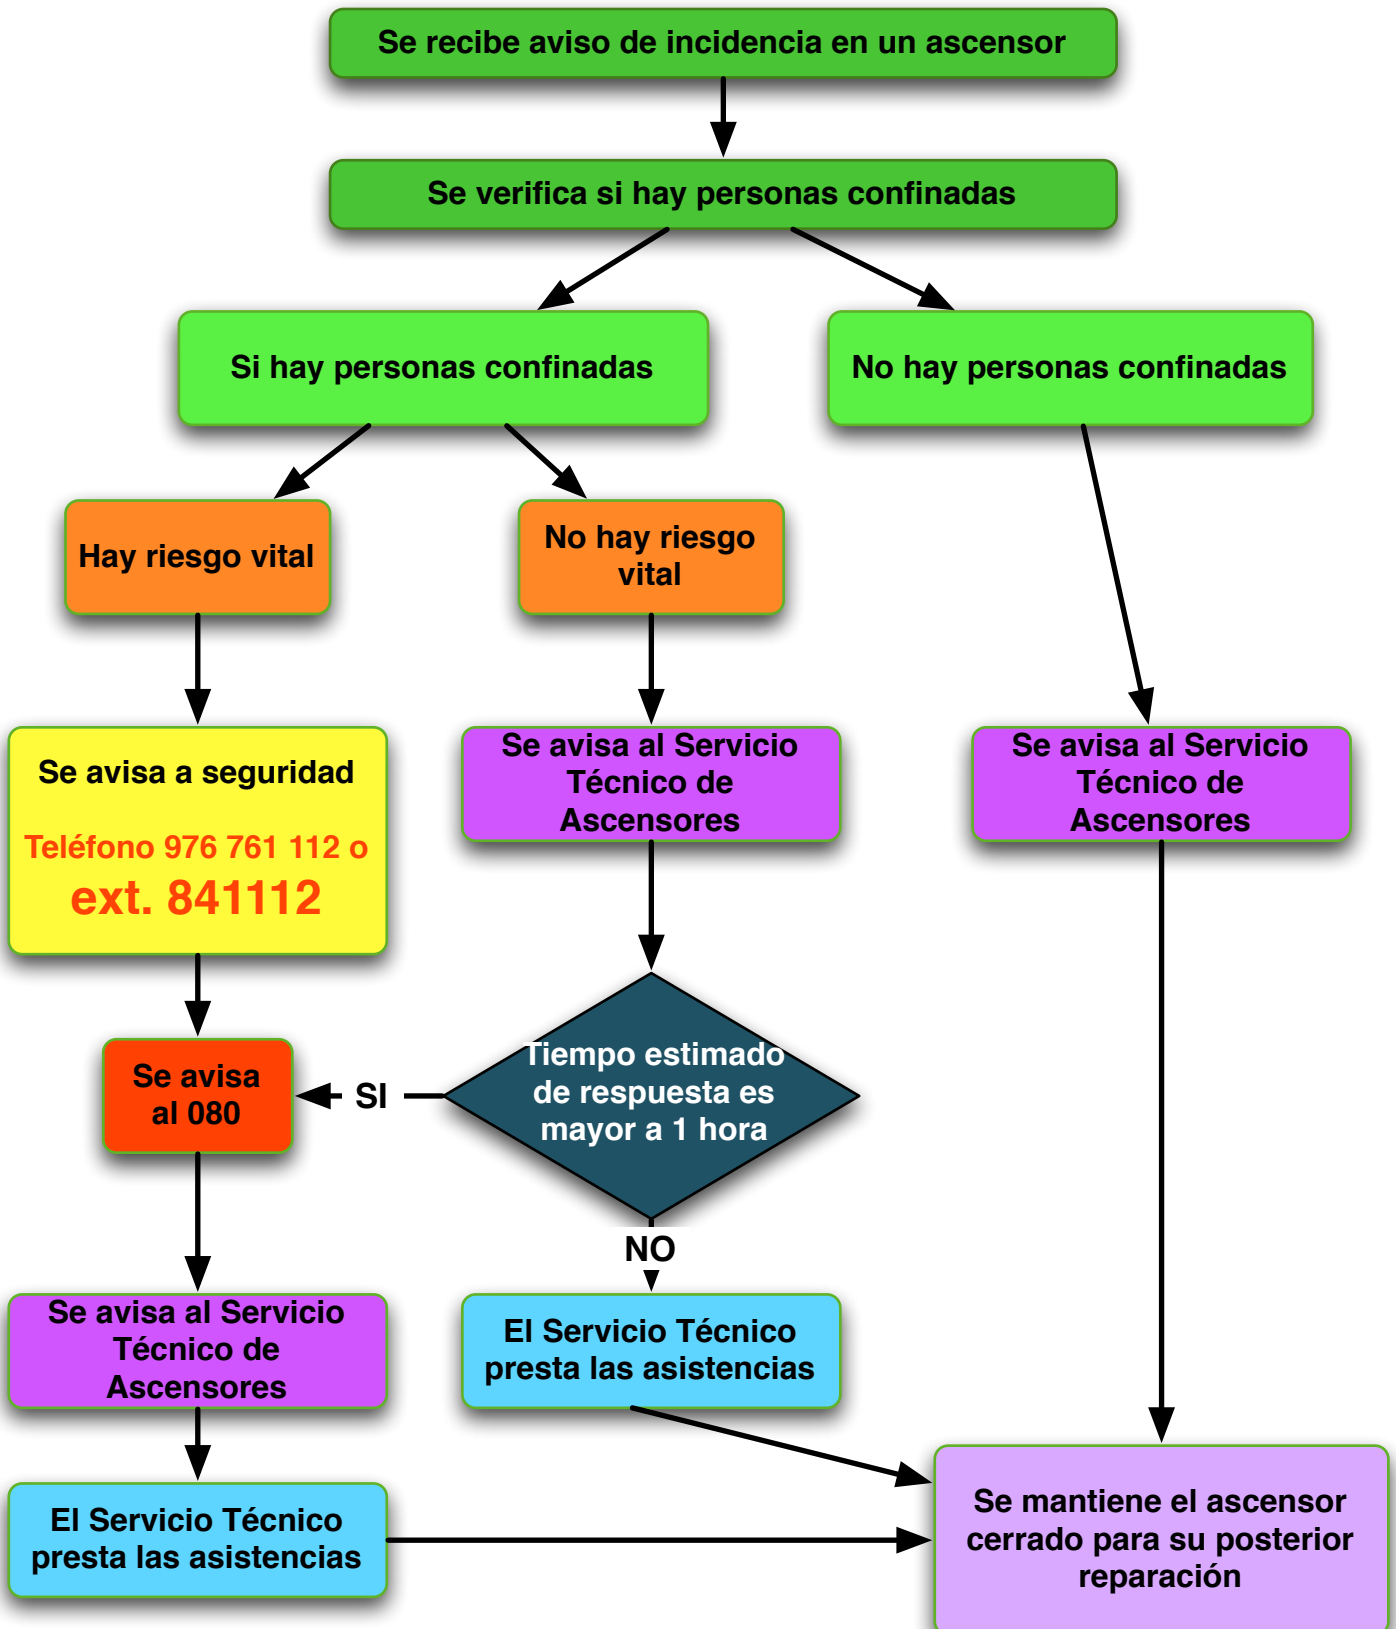 Se recibe aviso de incidencia en un ascensor
Se verifica si hay personas confinadas
Si hay personas confinadas
No hay personas confinadas
Hay riesgo vital
No hay riesgo
vital
Se avisa a seguridad
Teléfono 976 761 112 o
ext. 841112
Se avisa al Servicio
Técnico de
Ascensores
Se avisa al Servicio
Técnico de
Ascensores
Se avisa
al 080
SI
Tiempo estimado
de respuesta es
mayor a 1 hora
NO
Se avisa al Servicio
Técnico de
Ascensores
El Servicio Técnico
presta las asistencias
El Servicio Técnico
presta las asistencias
Se mantiene el ascensor
cerrado para su posterior
reparación